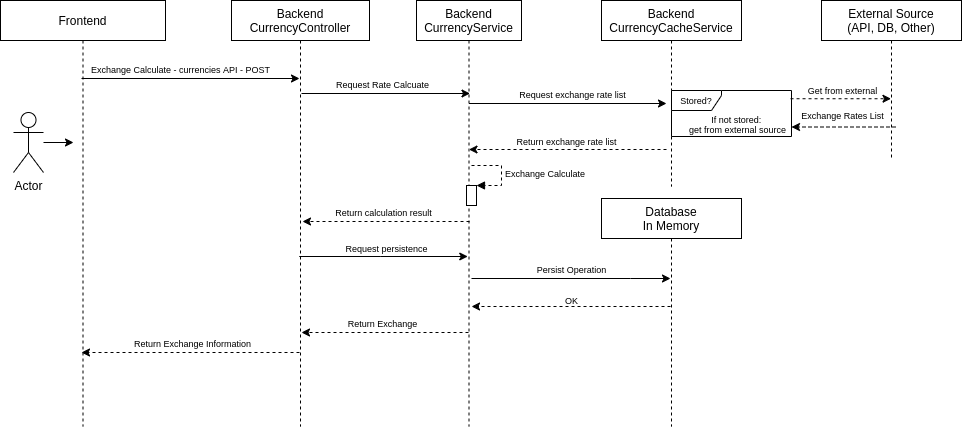 Frontend
Backend
CurrencyController
Backend
CurrencyService
Backend
CurrencyCacheService
External Source
(API, DB, Other)
Exchange Calculate - currencies API - POST
Request Rate Calcuate
Request exchange rate list
Stored?
If not stored:
get from external source
Get from external
Exchange Rates List
Return exchange rate list
Exchange Calculate
Actor
Return calculation result
Database
In Memory
Request persistence
Persist Operation
OK
Return Exchange
Return Exchange Information